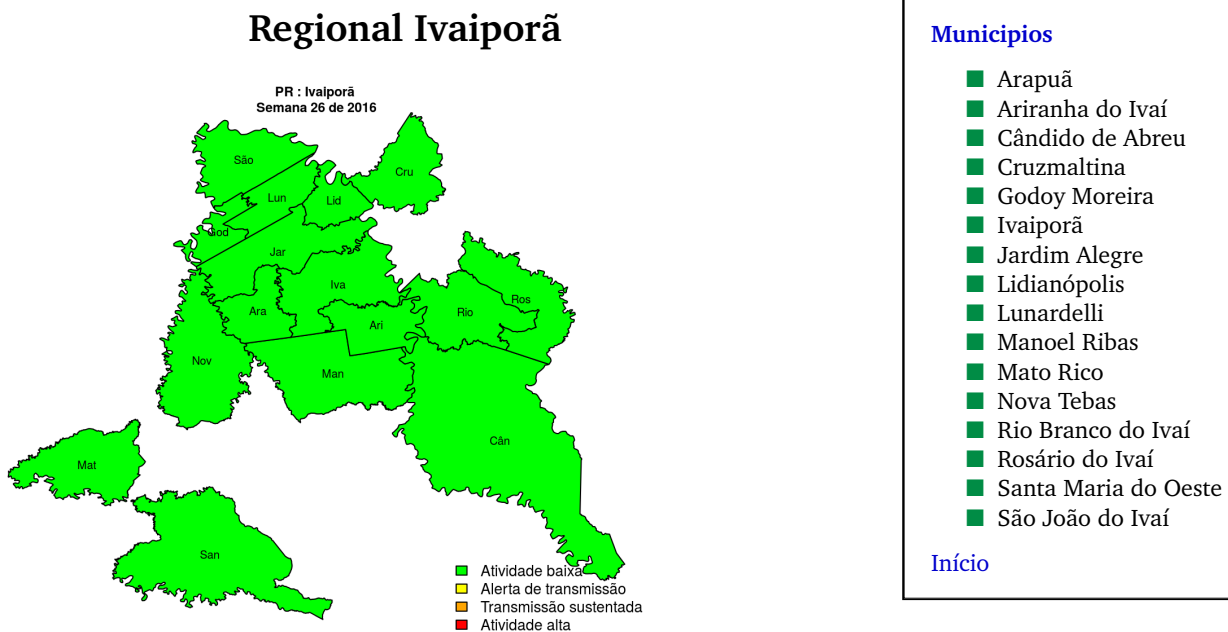 Regional Ivaiporã
PR : Ivaiporã
Semana 26 de 2016
São
Cru
Lun
Lid
God
Jar
Iva
Ros
Ara
Rio
Ari
Nov
Man
Cân
Mat
San
Atividade baixa
Alerta de transmissão
Transmissão sustentada
Atividade alta
Municipios
Arapuã
Ariranha do Ivaí
Cândido de Abreu
Cruzmaltina
Godoy Moreira
Ivaiporã
Jardim Alegre
Lidianópolis
Lunardelli
Manoel Ribas
Mato Rico
Nova Tebas
Rio Branco do Ivaí
Rosário do Ivaí
Santa Maria do Oeste
São João do Ivaí
Início